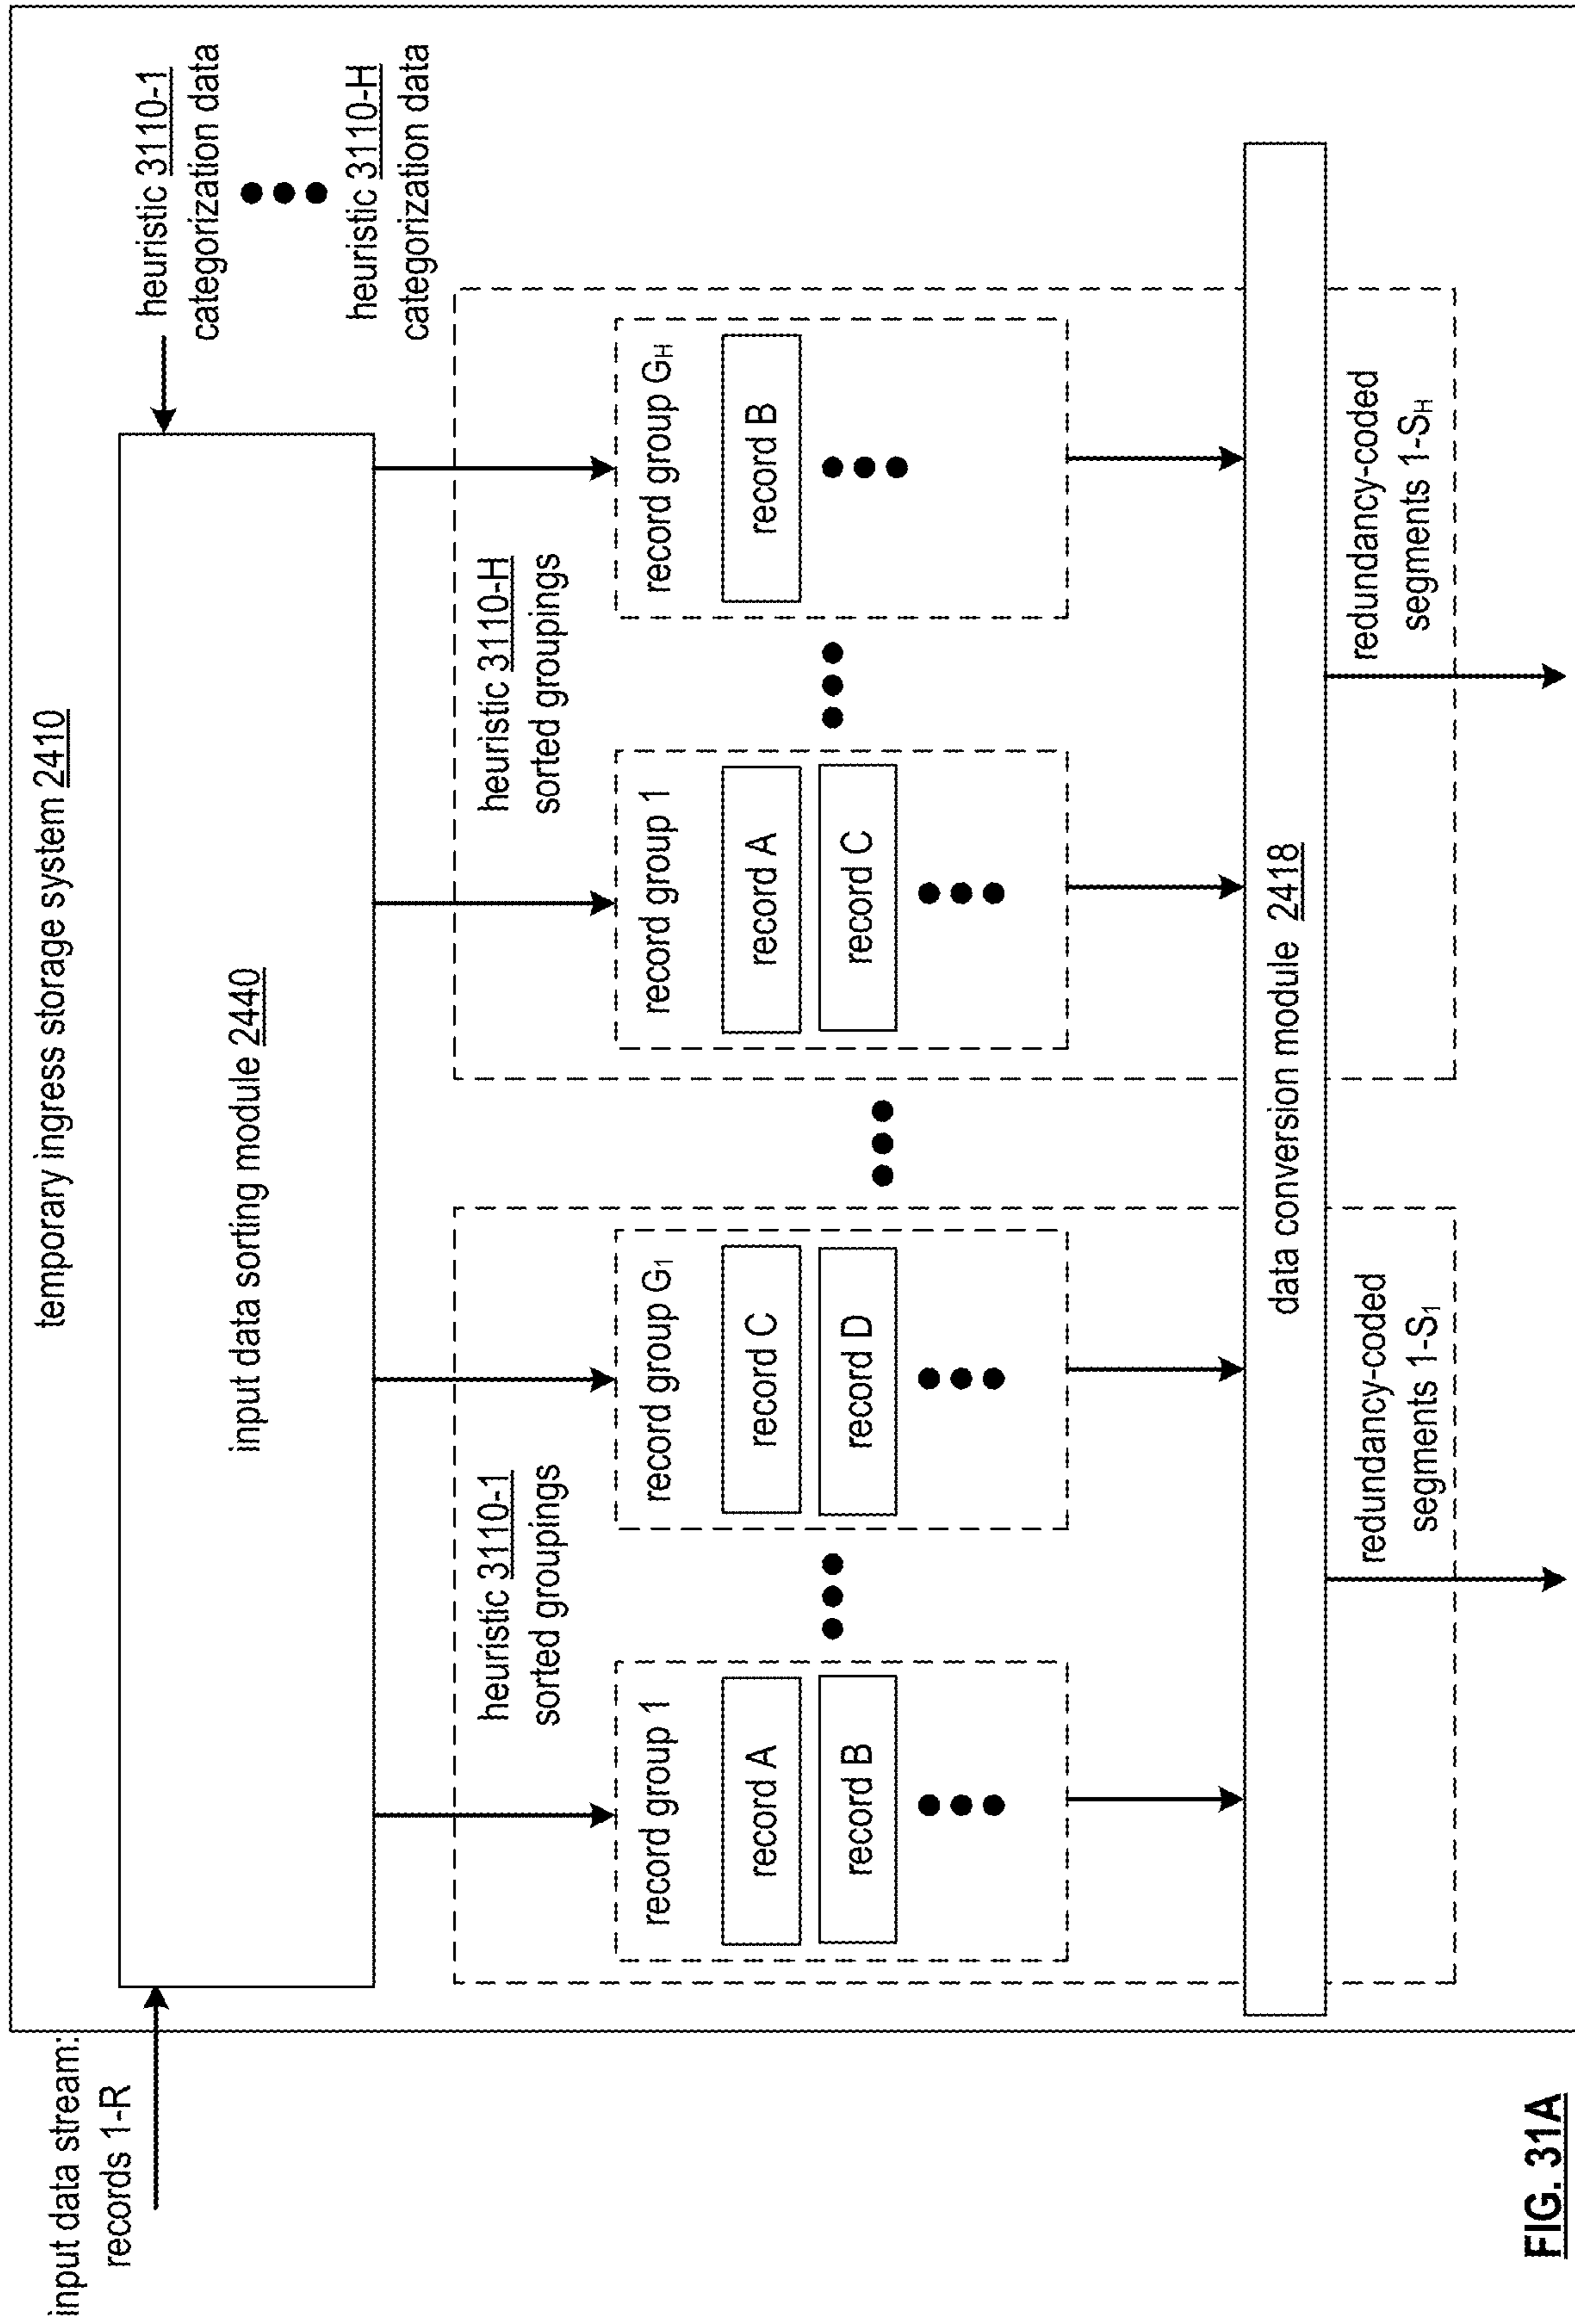 temporary ingress storage system 2410
input data stream:
records 1-R
input data sorting module 2440
heuristic 3110-1
categorization data
heuristic 3110-H
categorization data
heuristic 3110-1
sorted groupings
record group 1
record A
record B
record group G1
record C
record D
heuristic 3110-H
sorted groupings
record group 1
record A
record C
record group GH
record B
data conversion module 2418
redundancy-coded
segments 1-S1
redundancy-coded
segments 1-SH
FIG. 31A